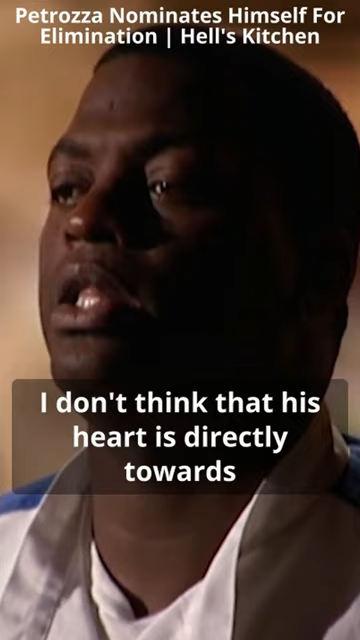 Petrozza Nominates Himself For
Elimination | Hell's Kitchen
I don't think that his
heart is directly
towards